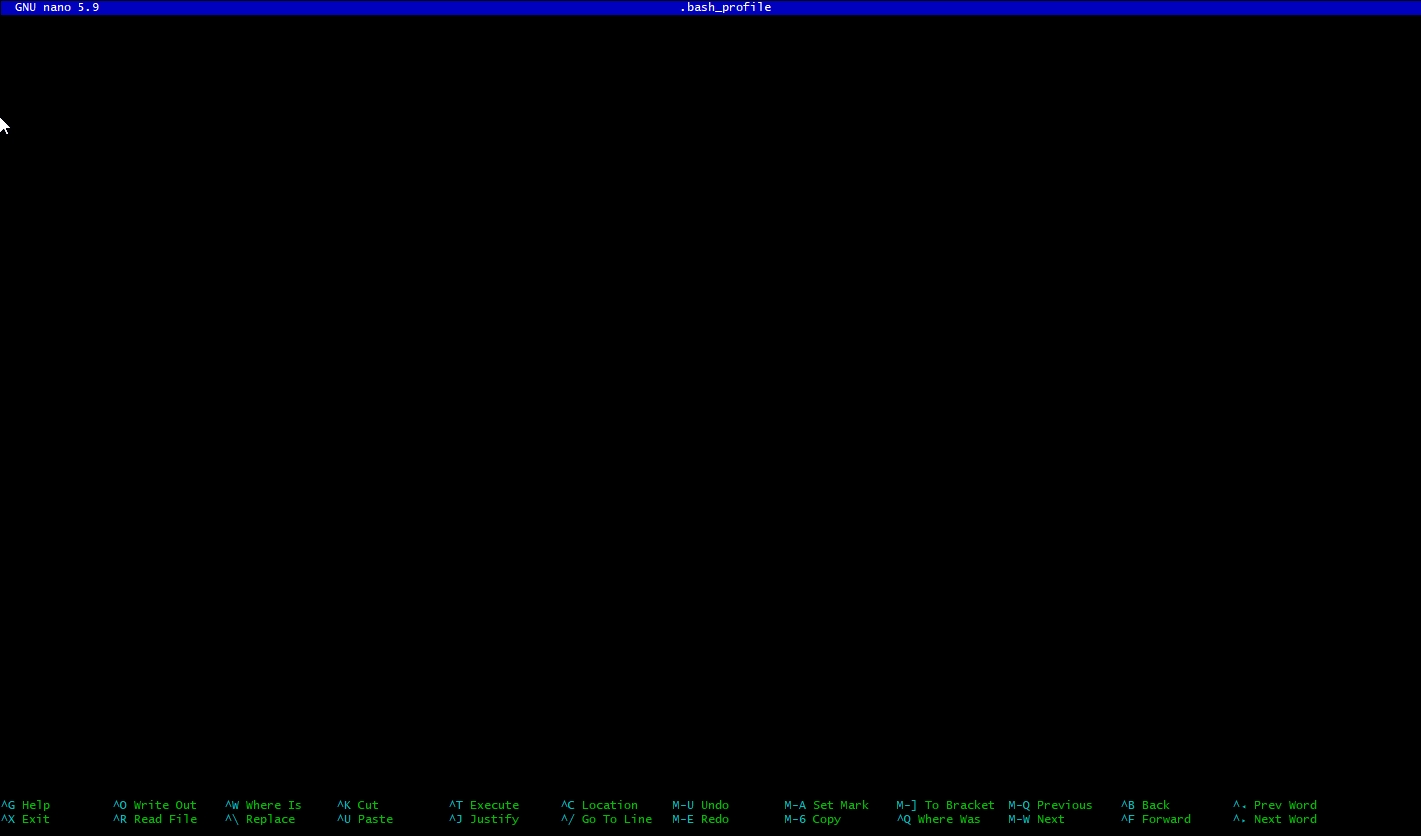 GNU nano 5.9 .bash_profile
^G Help ^O Write Out ^W Where Is ^K Cut ^T Execute ^C Location M-U Undo M-A Set Mark M-] To Bracket M-Q Previous ^B Back ^◂ Prev Word
^X Exit ^R Read File ^\ Replace ^U Paste ^J Justify ^/ Go To Line M-E Redo M-6 Copy ^Q Where Was M-W Next ^F Forward ^▸ Next Word